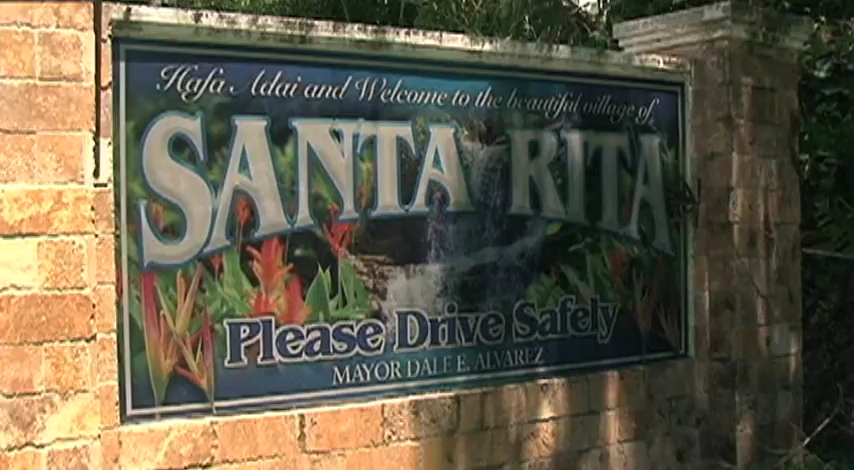 Hafa Adai and Welcome to the beautiful village of
SANTA RITA
Please Drive Safely
MAYOR DALE E. ALVAREZ